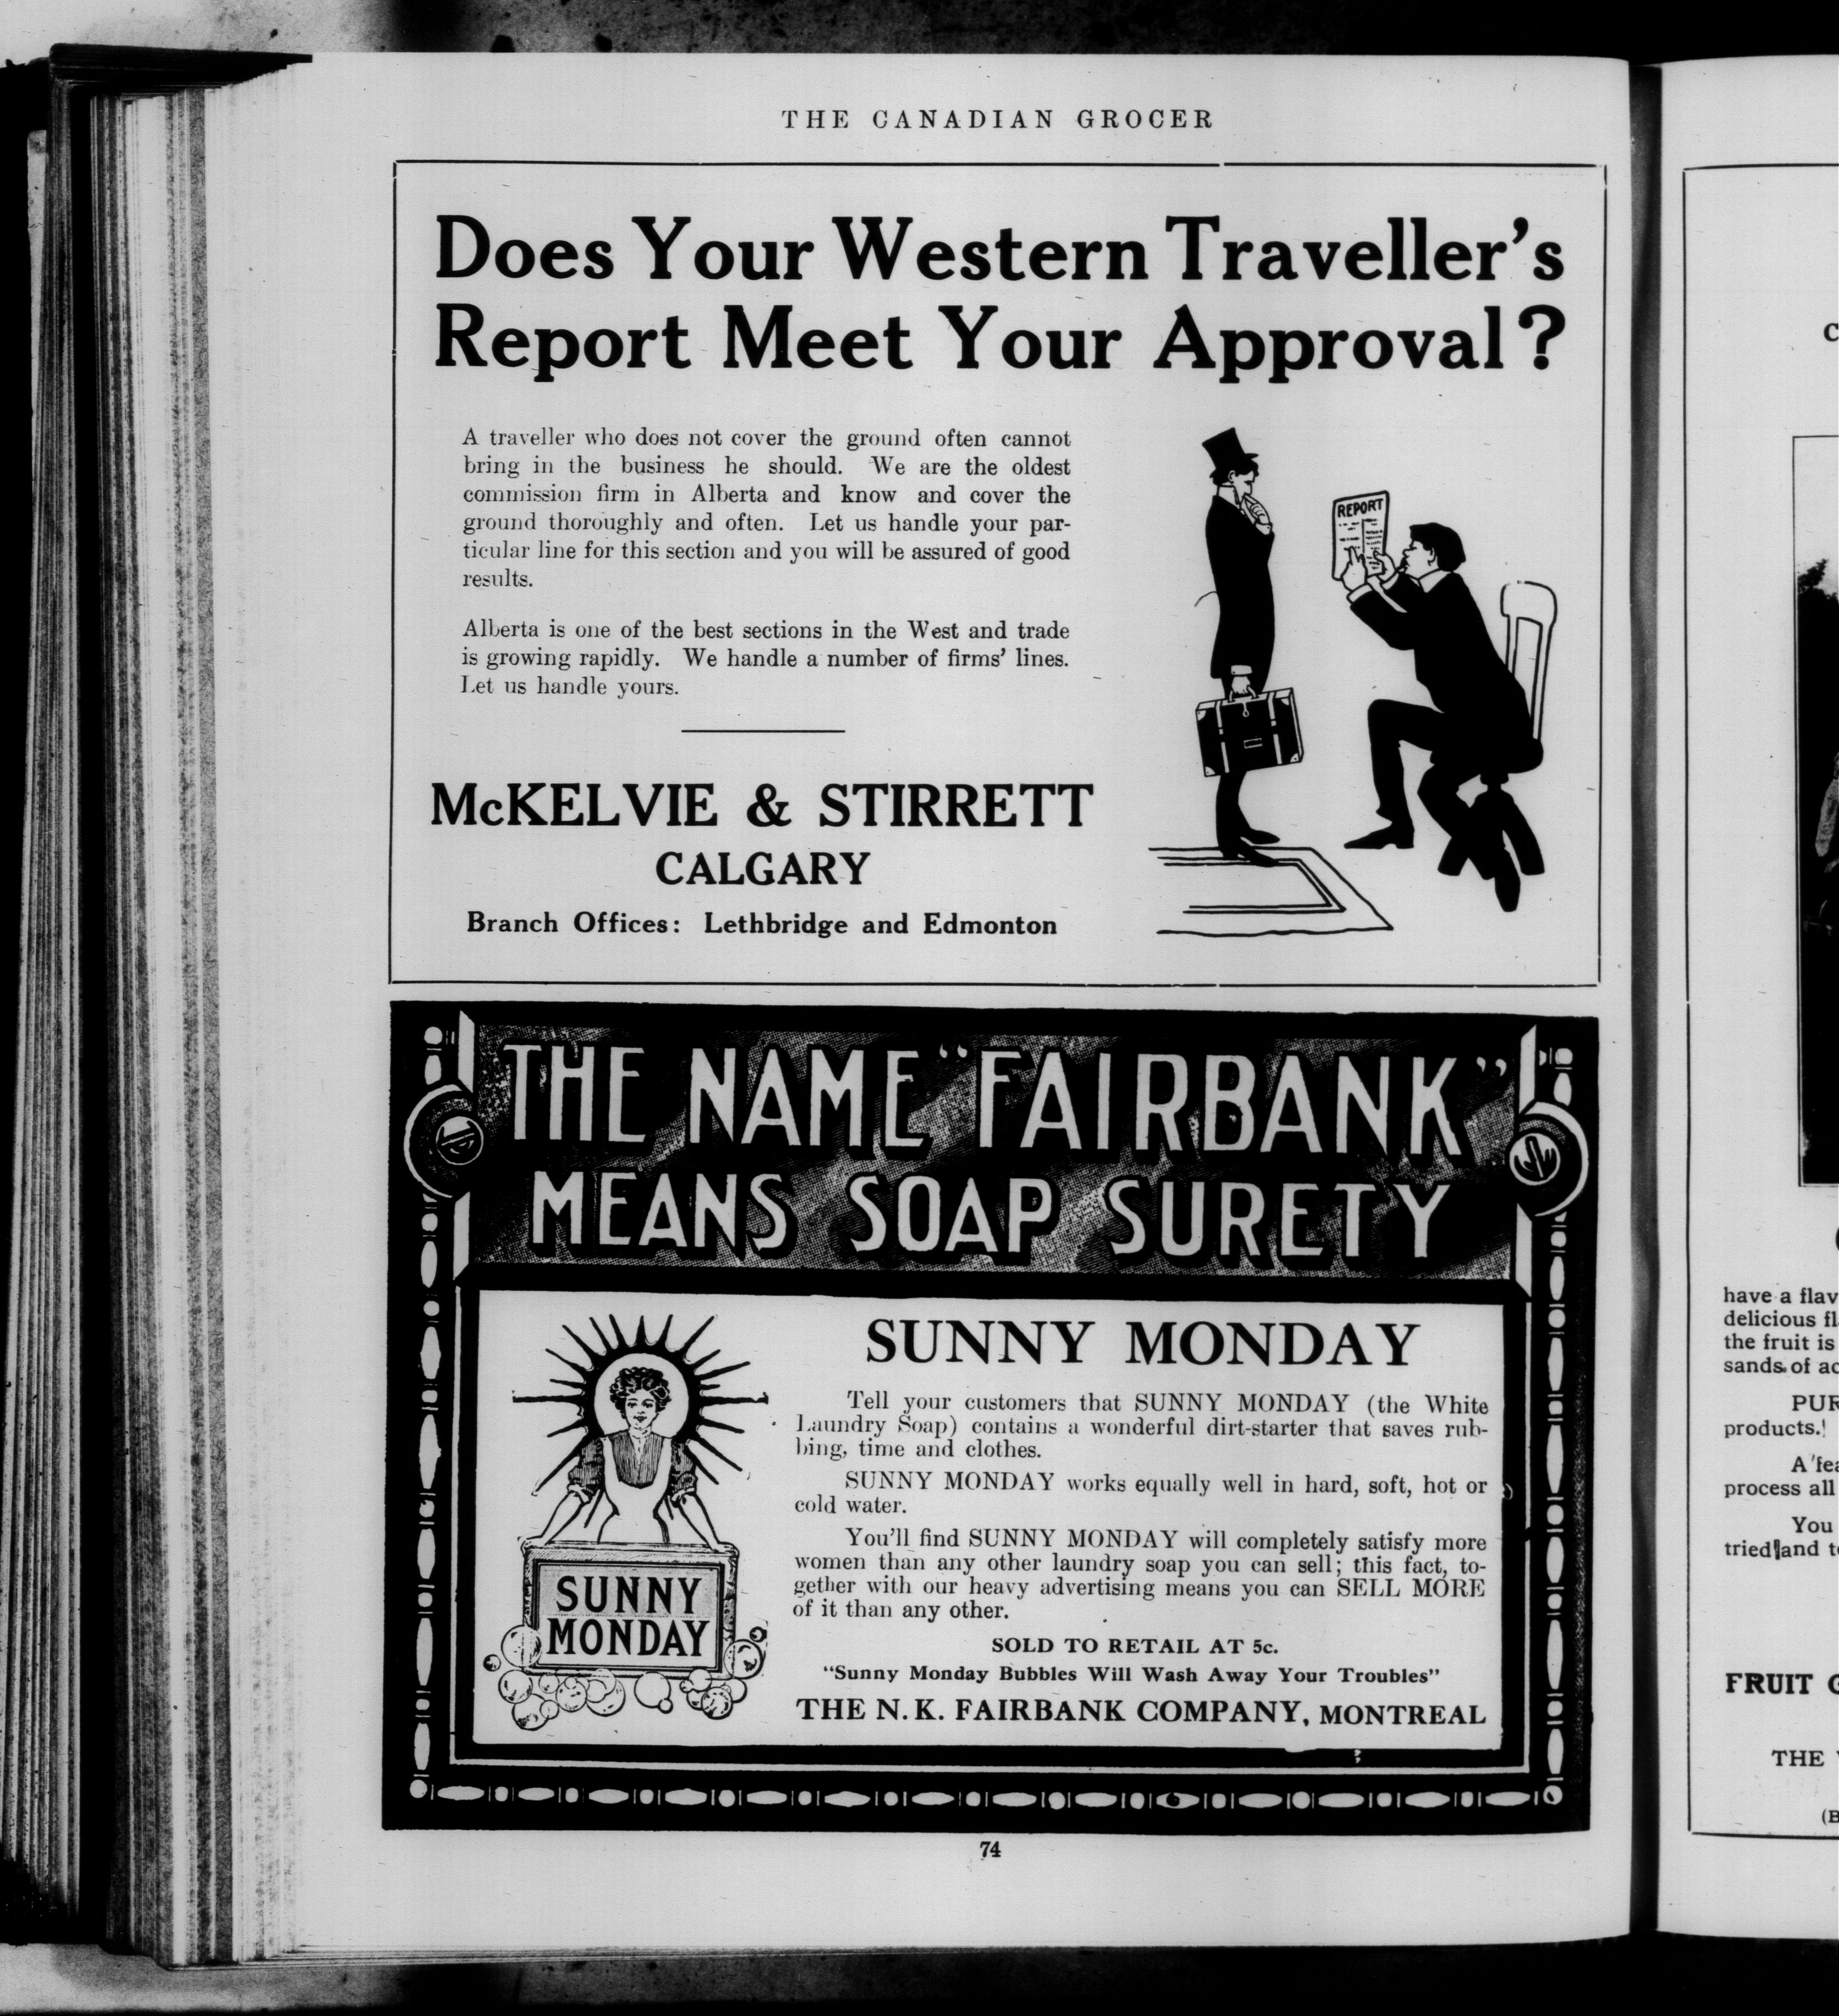 THE CANADIAN GROCER
Does Your Western Traveller's
Report Meet Your Approval?
A traveller who does not cover the ground often cannot
bring in the business he should. We are the oldest
commission firm in Alberta and know and cover the
ground thoroughly and often. Let us handle your par-
ticular line for this section and you will be assured of good
results.
Alberta is one of the best sections in the West and trade
is growing rapidly. We handle a number of firms' lines.
Let us handle yours.
McKELVIE & STIRRETT
CALGARY
Branch Offices: Lethbridge and Edmonton
REPORT
THE NAME "FAIRBANK"
MEANS SOAP SURETY
SUNNY MONDAY
Tell your customers that SUNNY MONDAY (the White
Laundry Soap) contains a wonderful dirt-starter that saves rub-
bing, time and clothes.
SUNNY MONDAY works equally well in hard, soft, hot or
cold water.
You'll find SUNNY MONDAY will completely satisfy more
women than any other laundry soap you can sell; this fact, to-
gether with our heavy advertising means you can SELL MORE
of it than any other.
SOLD TO RETAIL AT 5c.
"Sunny Monday Bubbles Will Wash Away Your Troubles"
THE N. K. FAIRBANK COMPANY, MONTREAL
SUNNY
MONDAY
74
have a
delicious
the fruit is
sands of
products.
process all
You
tried and
FRUIT
THE